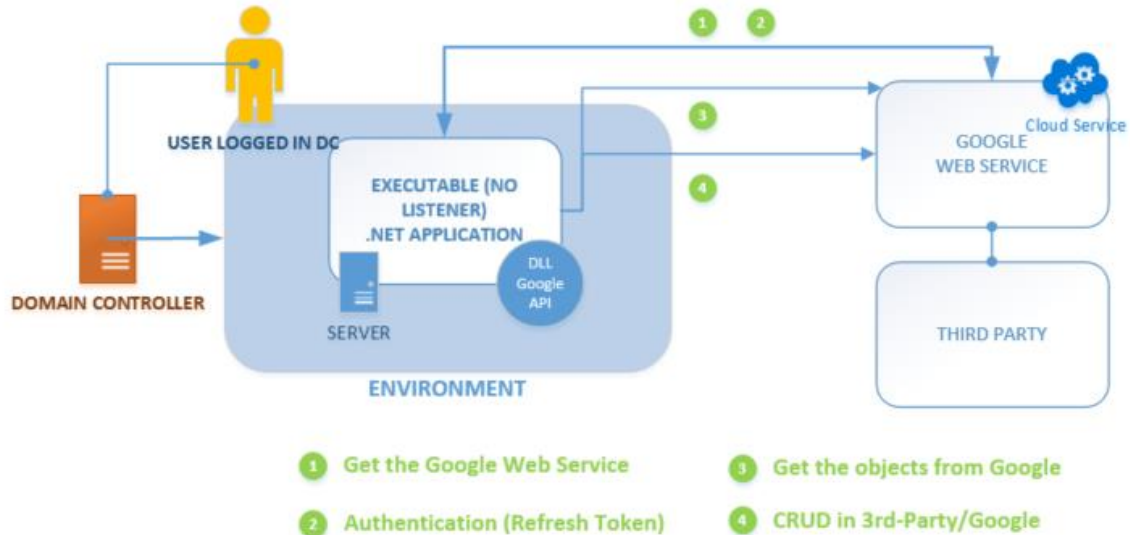 1 2
3
Cloud Service
USER LOGGED IN DC
GOOGLE
WEB SERVICE
EXECUTABLE (NO
LISTENER)
.NET APPLICATION
4
DLL
Google
API
DOMAIN CONTROLLER
SERVER
THIRD PARTY
ENVIRONMENT
1 Get the Google Web Service
3 Get the objects from Google
2 Authentication (Refresh Token)
4 CRUD in 3rd-Party/Google